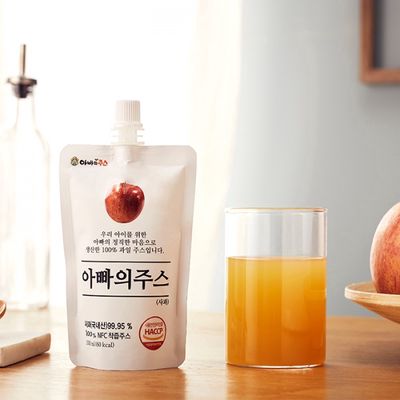 아빠의주스
우리 아이를 위한
아빠의 정직한 마음으로
생산한 100% 과일 주스입니다.
아빠의주스
(사과)
사과(국내산)99.95 %
100% NFC 착즙주스
HACCP